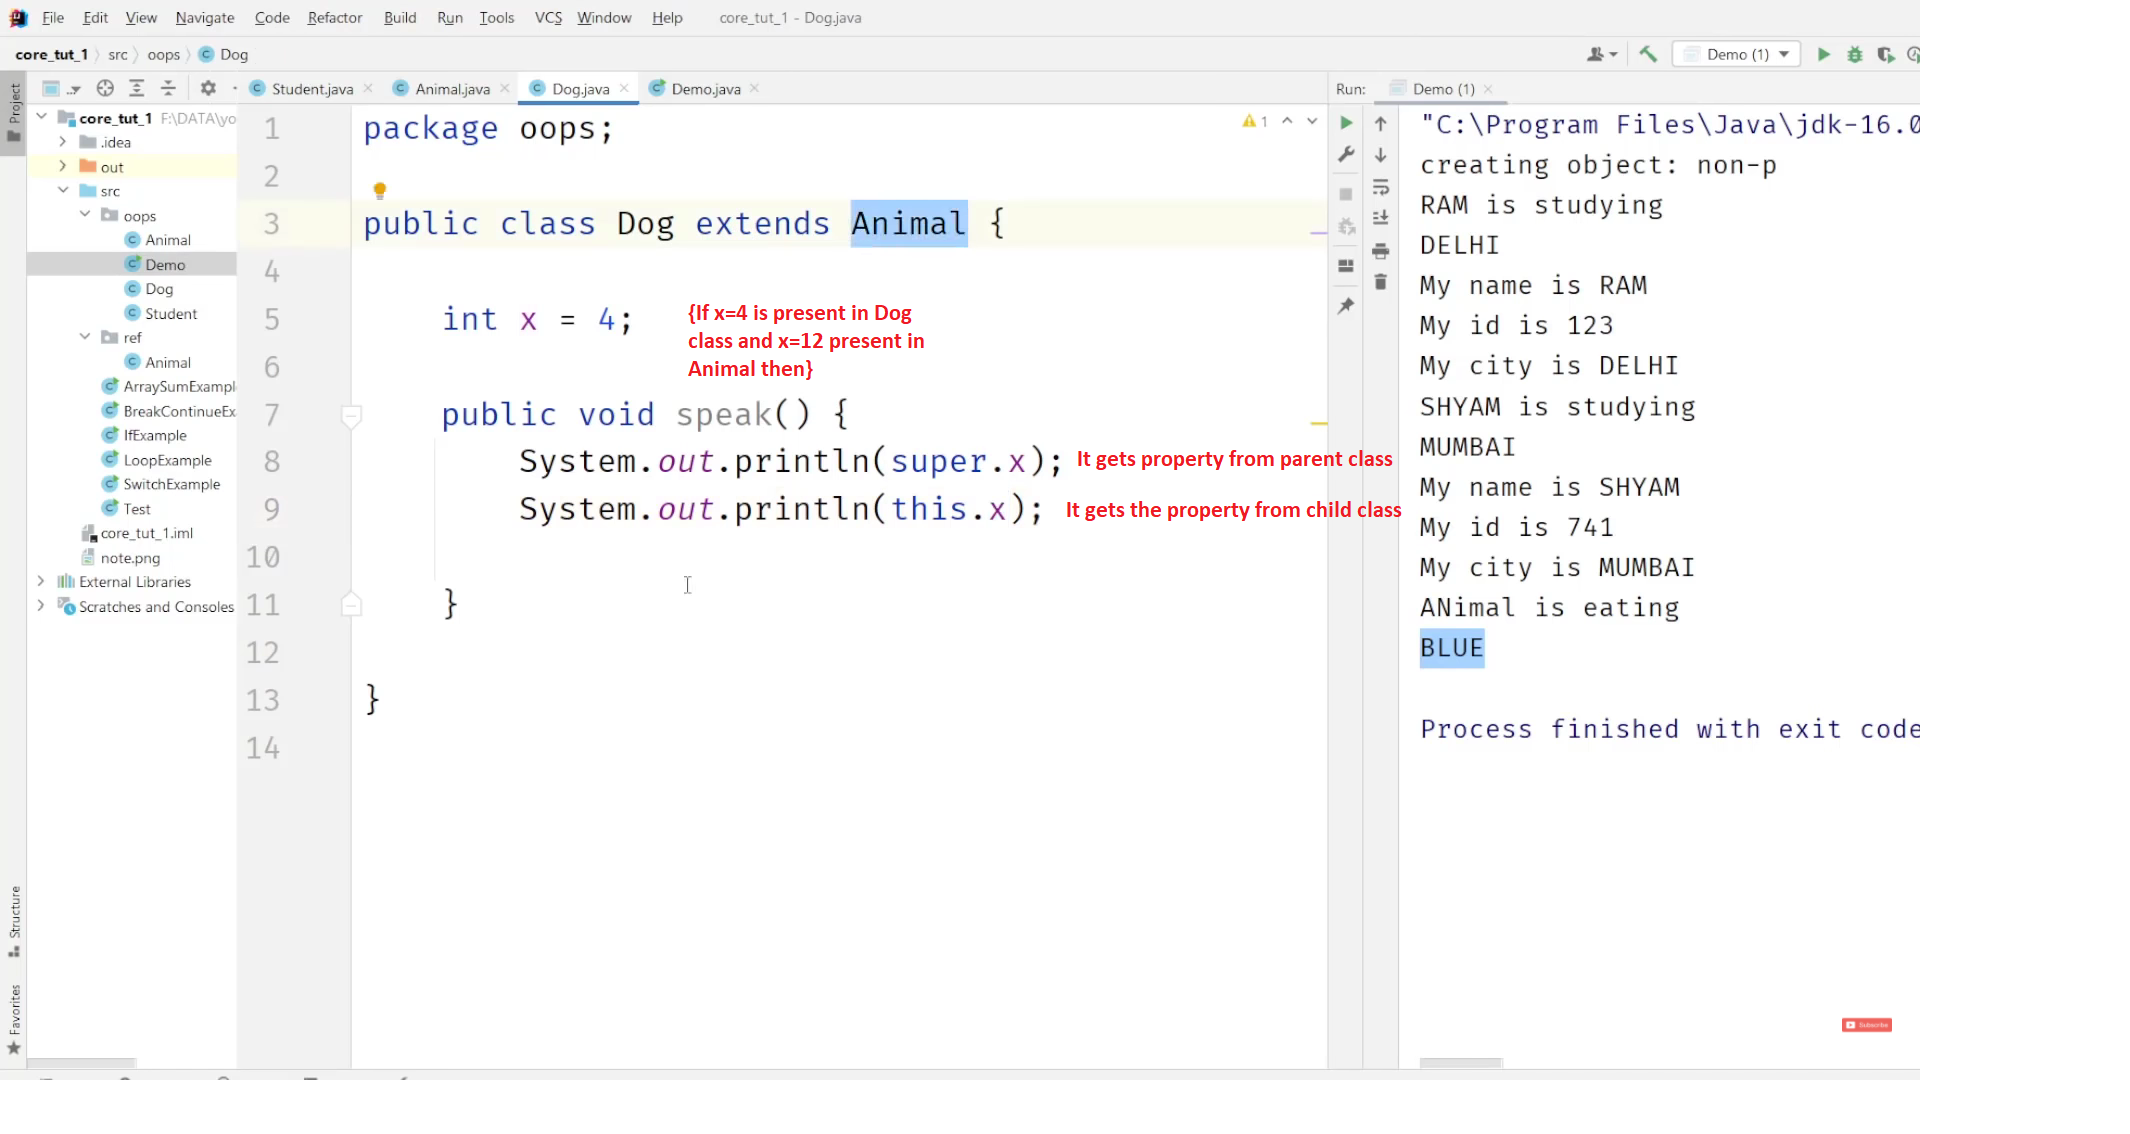 File Edit View Navigate Code Refactor Build Run Tools VCS Window Help core_tut_1 - Dog.java
core_tut_1 src oops Dog
Demo (1)
Project
Student.java Animal.java Dog.java Demo.java
Run: Demo (1)
core_tut_1 F:\DATA\yo
.idea
out
src
oops
Animal
Demo
Dog
Student
ref
Animal
ArraySumExampl
BreakContinueEx
IfExample
LoopExample
SwitchExample
Test
core_tut_1.iml
note.png
External Libraries
Scratches and Consoles
Structure
Favorites
1 package oops;
2
3 public class Dog extends Animal {
4
5 int x = 4;
{If x=4 is present in Dog
class and x=12 present in
Animal then}
6
7 public void speak() {
8 System.out.println(super.x); It gets property from parent class
9 System.out.println(this.x); It gets the property from child class
10
11 }
12
13 }
14
1
"C:\Program Files\Java\jdk-16.0
creating object: non-p
RAM is studying
DELHI
My name is RAM
My id is 123
My city is DELHI
SHYAM is studying
MUMBAI
My name is SHYAM
My id is 741
My city is MUMBAI
ANimal is eating
BLUE
Process finished with exit code
Subscribe